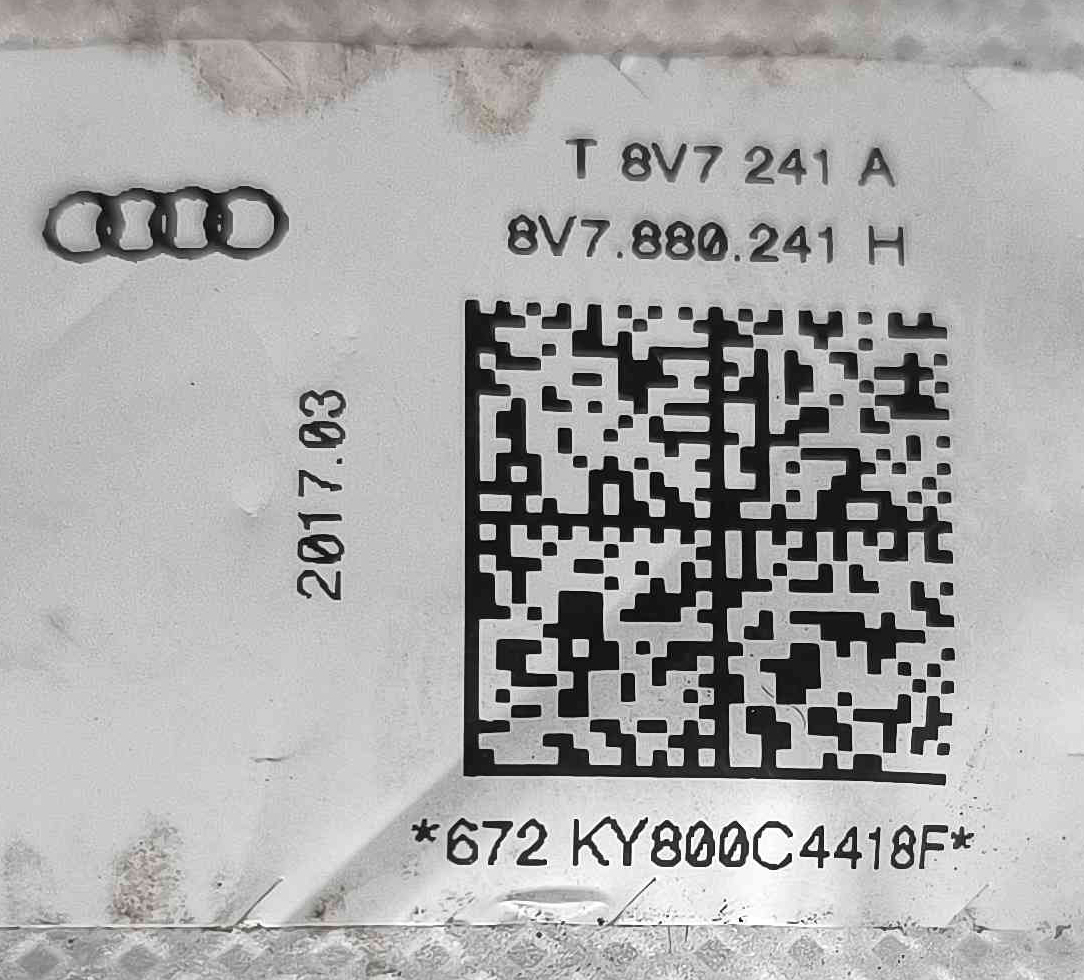 T 8V7 241 A
8V7.880.241 H
2017.03
*672 KY800C4418F*